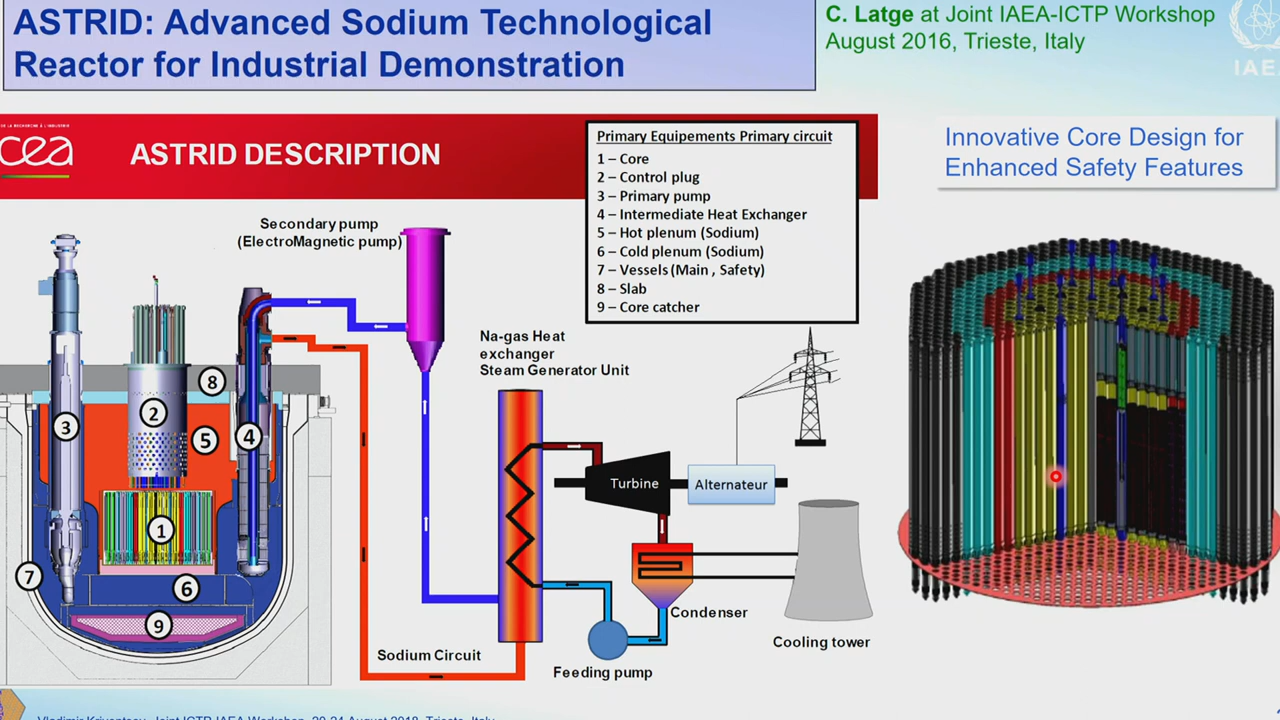 ASTRID: Advanced Sodium Technological
Reactor for Industrial Demonstration
C. Latge at Joint IAEA-ICTP Workshop
August 2016, Trieste, Italy
IAEA
cea
ASTRID DESCRIPTION
Primary Equipements Primary circuit
1 – Core
2 – Control plug
3 – Primary pump
4 – Intermediate Heat Exchanger
5 – Hot plenum (Sodium)
6 – Cold plenum (Sodium)
7 – Vessels (Main , Safety)
8 – Slab
9 – Core catcher
Innovative Core Design for
Enhanced Safety Features
Secondary pump
(ElectroMagnetic pump)
Na-gas Heat
exchanger
Steam Generator Unit
8
2
3
5
4
1
7
6
9
Turbine
Alternateur
Condenser
Cooling tower
Sodium Circuit
Feeding pump